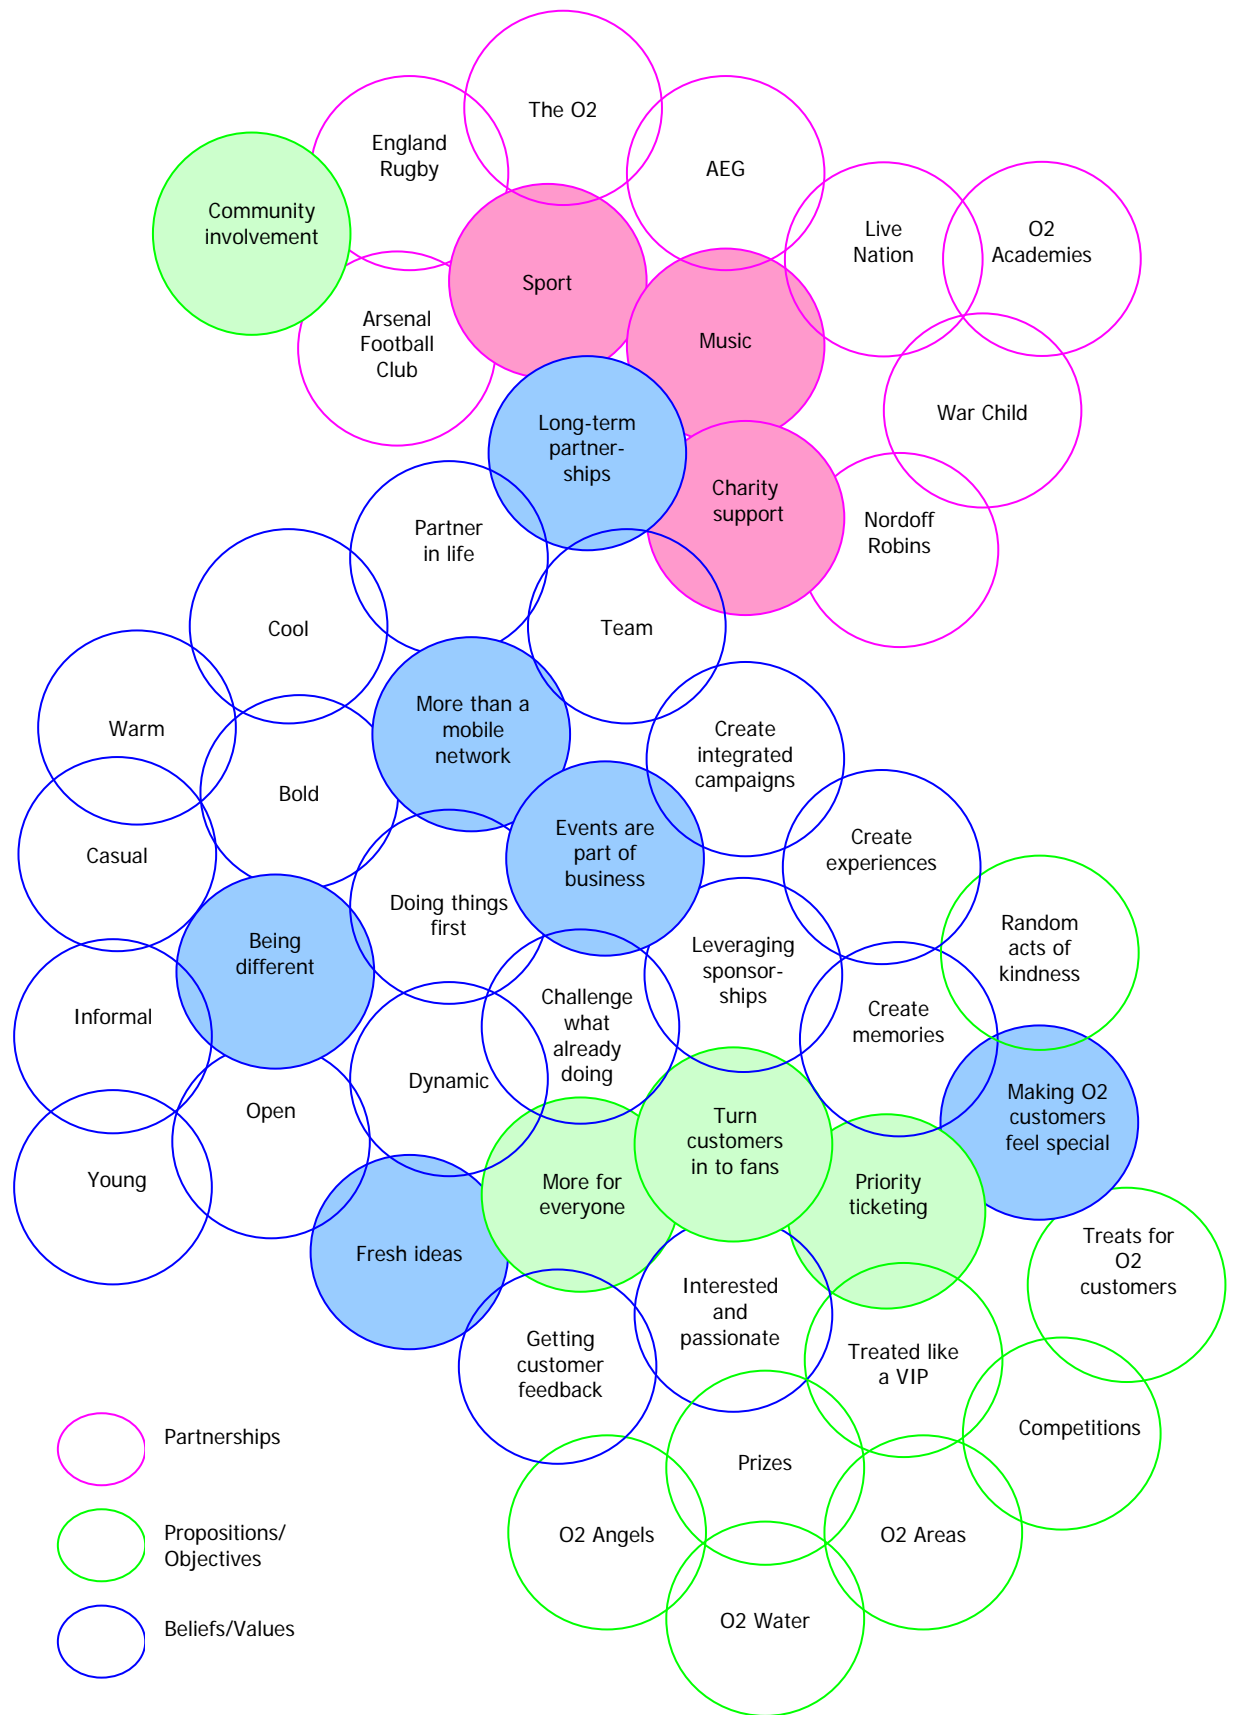 The O2
England
Rugby
AEG
Community
involvement
Live
Nation
O2
Academies
Sport
Arsenal
Football
Club
Music
War Child
Long-term
partner-
ships
Charity
support
Nordoff
Robins
Partner
in life
Cool
Team
Warm
More than a
mobile
network
Create
integrated
campaigns
Bold
Casual
Events are
part of
business
Create
experiences
Doing things
first
Being
different
Leveraging
sponsor-
ships
Random
acts of
kindness
Informal
Challenge
what
already
doing
Create
memories
Dynamic
Open
Turn
customers
in to fans
Making O2
customers
feel special
Young
More for
everyone
Priority
ticketing
Fresh ideas
Treats for
O2
customers
Interested
and
passionate
Getting
customer
feedback
Treated like
a VIP
Competitions
Partnerships
Prizes
Propositions/
Objectives
O2 Angels
O2 Areas
O2 Water
Beliefs/Values